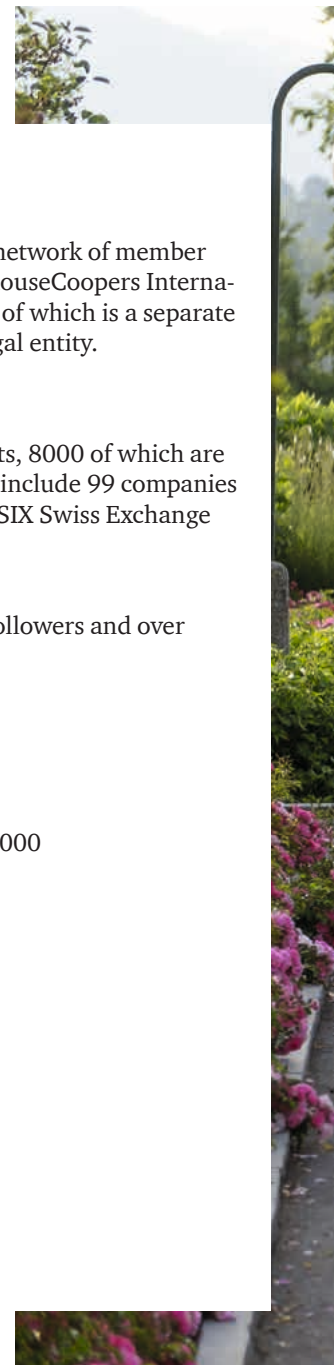 network of member
ouseCoopers Interna-
of which is a separate
gal entity.
ts, 8000 of which are
include 99 companies
SIX Swiss Exchange
ollowers and over
000